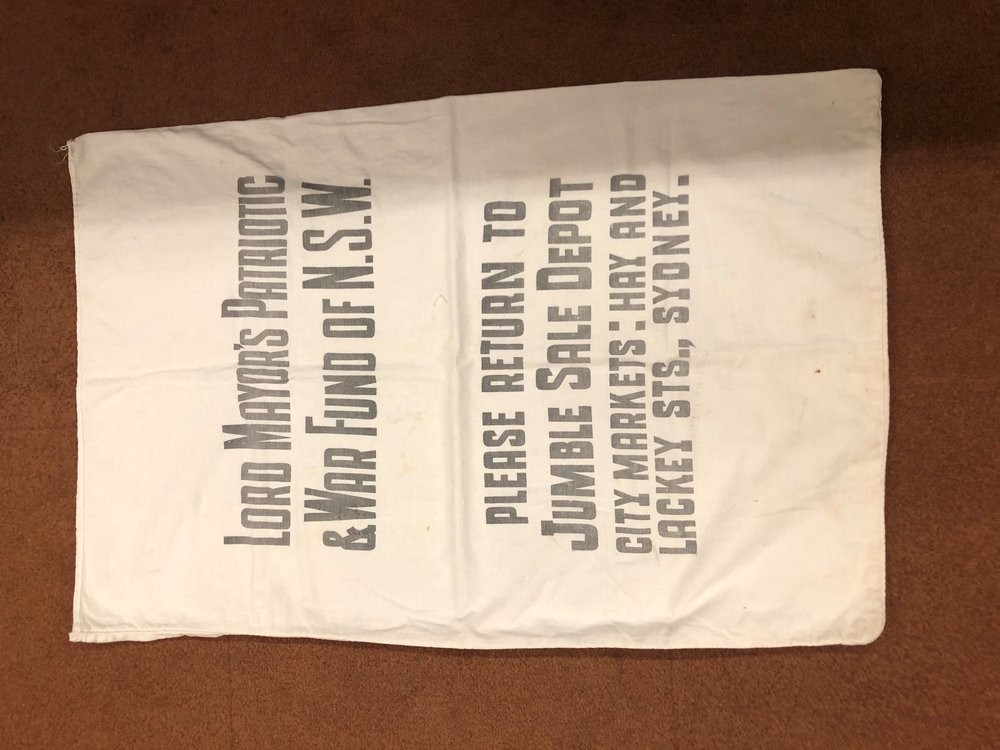 Lord Mayor's Patriotic
& War Fund of N.S.W.
PLEASE RETURN TO
Jumble Sale Depot
CITY MARKETS: HAY AND
LACKEY STS., SYDNEY.